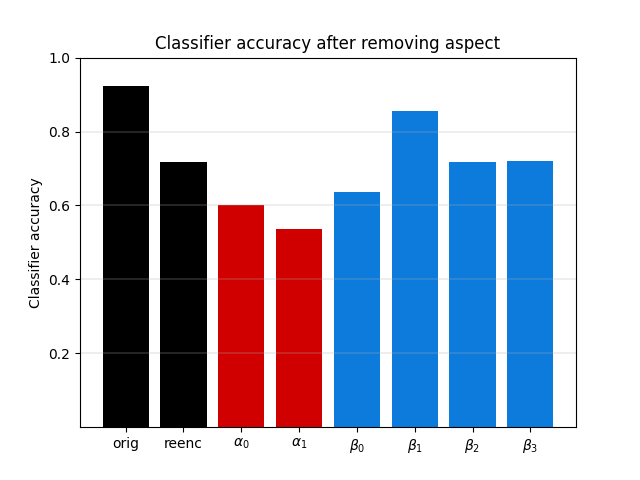 Classifier accuracy after removing aspect
Classifier accuracy
1.0
0.8
0.6
0.4
0.2
orig reenc α₀ α₁ β₀ β₁ β₂ β₃